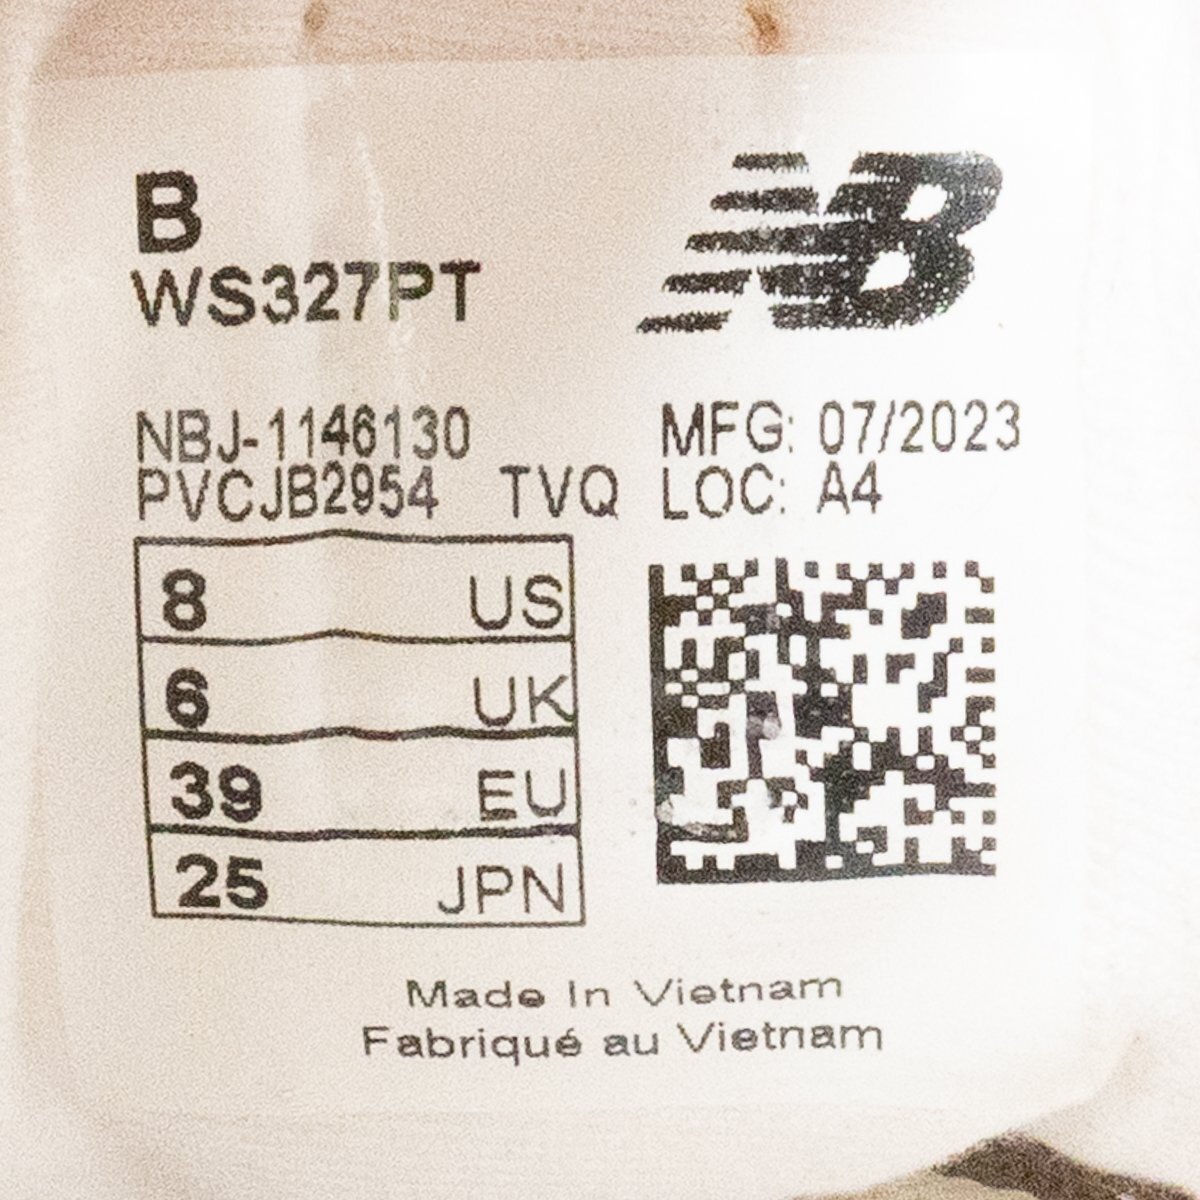 B
WS327PT
NB
NBJ-1146130
PVCJB2954 TVQ
MFG: 07/2023
LOC: A4
8 US
6 UK
39 EU
25 JPN
Made In Vietnam
Fabriqué au Vietnam